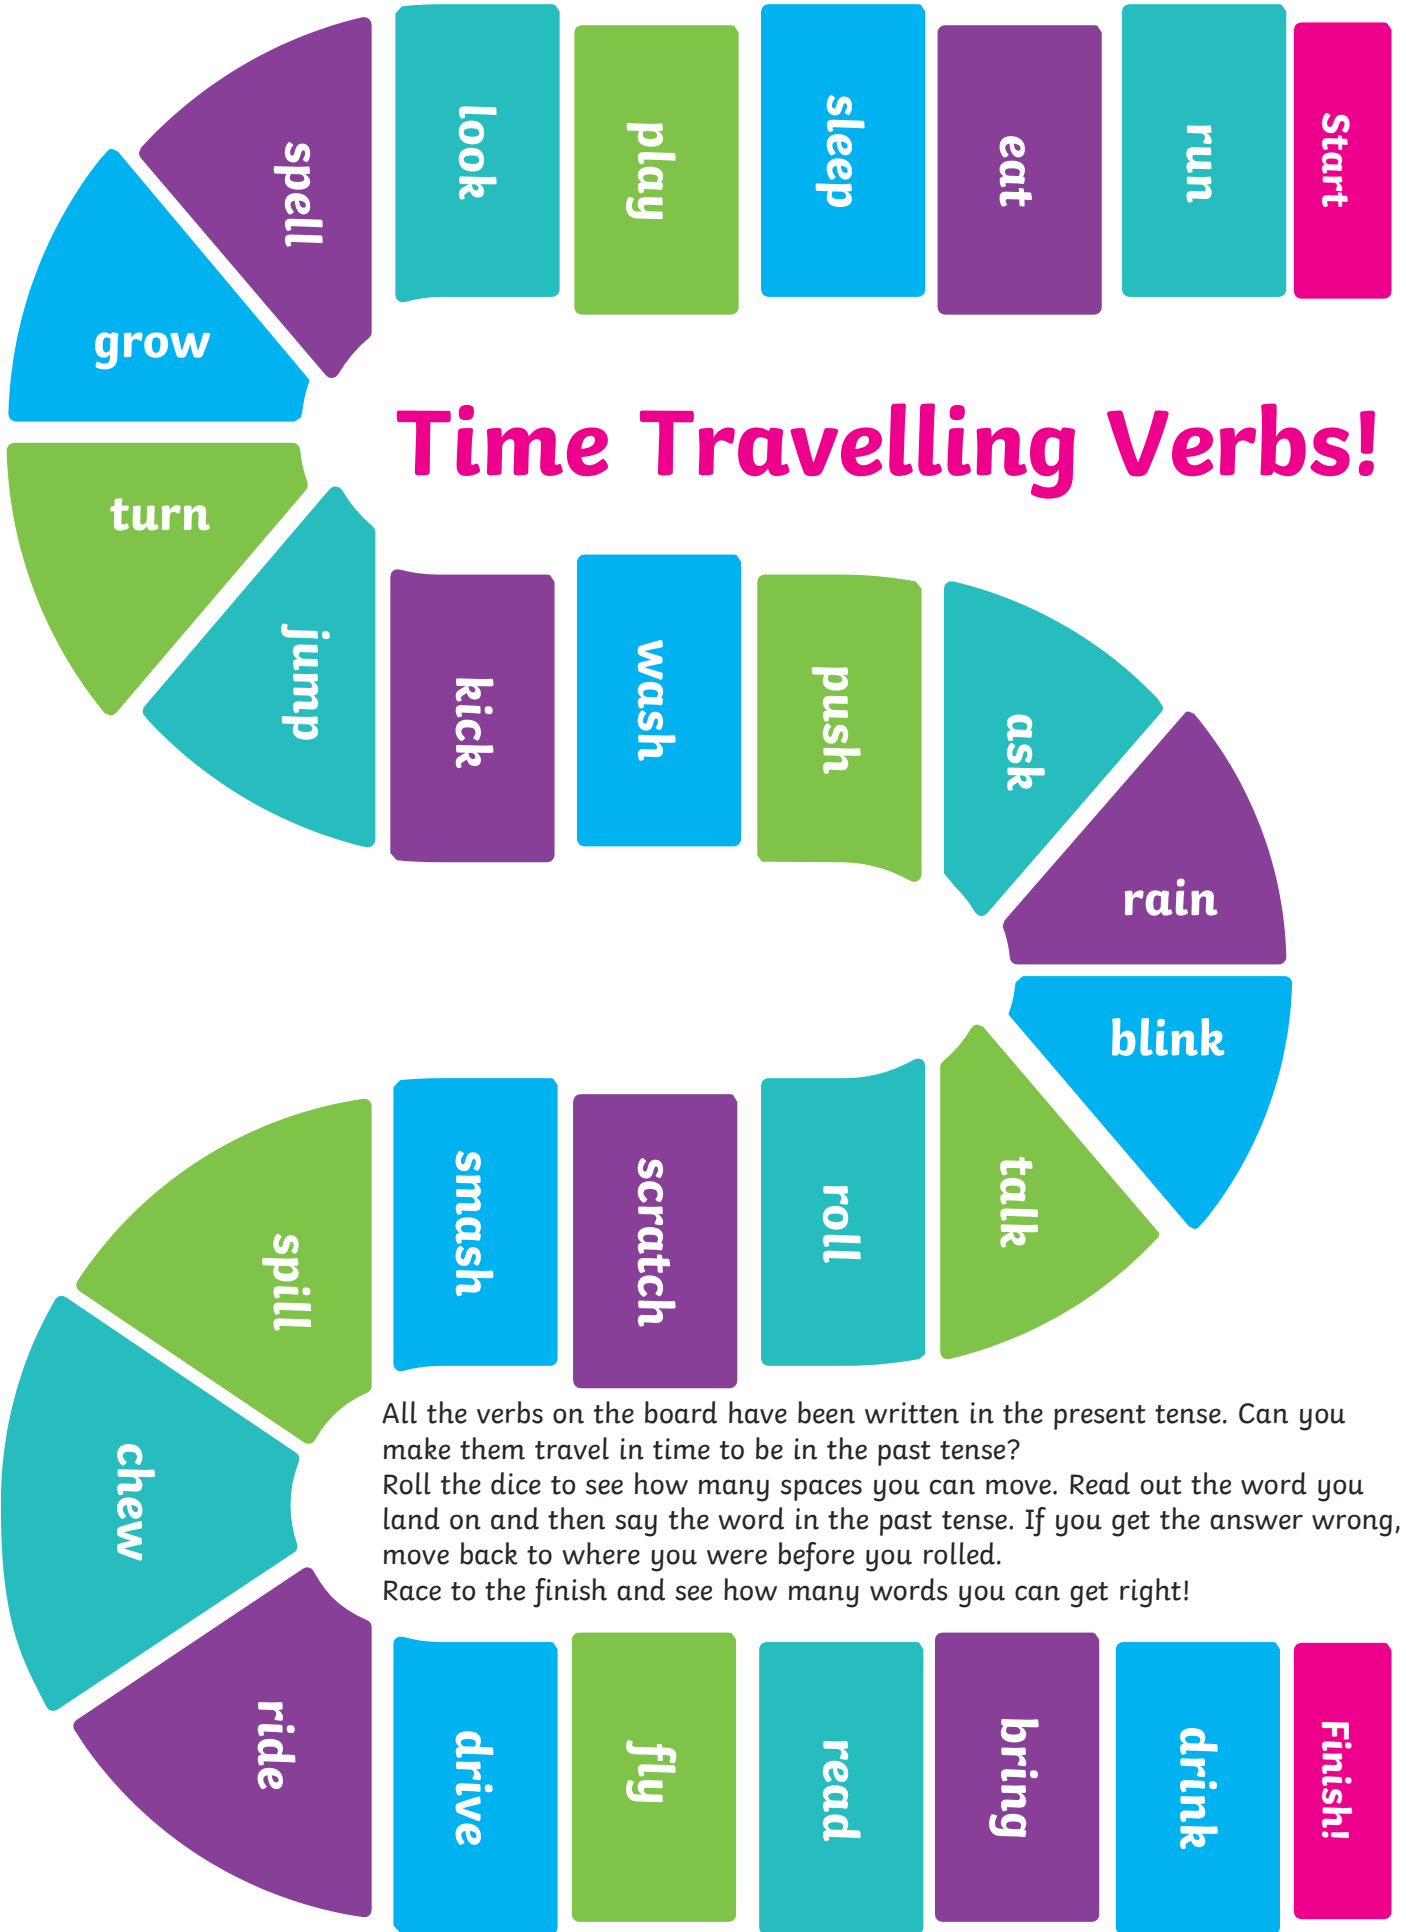 Start
run
eat
sleep
play
look
spell
grow
Time Travelling Verbs!
turn
jump
kick
wash
push
ask
rain
blink
talk
roll
scratch
smash
spill
chew
All the verbs on the board have been written in the present tense. Can you
make them travel in time to be in the past tense?
Roll the dice to see how many spaces you can move. Read out the word you
land on and then say the word in the past tense. If you get the answer wrong,
move back to where you were before you rolled.
Race to the finish and see how many words you can get right!
ride
drive
fly
read
bring
drink
Finish!